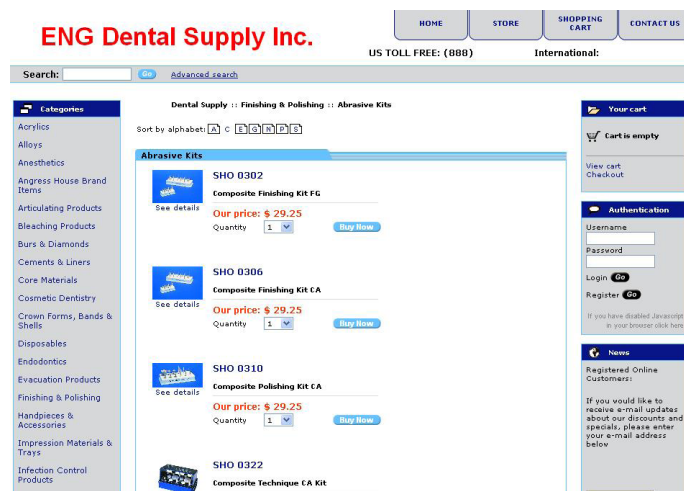 ENG Dental Supply Inc.
HOME
STORE
SHOPPING
CART
CONTACT US
US TOLL FREE: (888)
International:
Search:
Go
Advanced search
Categories
Acrylics
Alloys
Anesthetics
Angress House Brand
Items
Articulating Products
Bleaching Products
Burs & Diamonds
Cements & Liners
Core Materials
Cosmetic Dentistry
Crown Forms, Bands &
Shells
Disposables
Endodontics
Evacuation Products
Finishing & Polishing
Handpieces &
Accessories
Impression Materials &
Trays
Infection Control
Products
Dental Supply :: Finishing & Polishing :: Abrasive Kits
Sort by alphabet: A C E G N P S
Abrasive Kits
SHO 0302
Composite Finishing Kit FG
See details
Our price: $ 29.25
Quantity 1 Buy Now
SHO 0306
Composite Finishing Kit CA
See details
Our price: $ 29.25
Quantity 1 Buy Now
SHO 0310
Composite Polishing Kit CA
See details
Our price: $ 29.25
Quantity 1 Buy Now
SHO 0322
Composite Technique CA Kit
Your cart
Cart is empty
View cart
Checkout
Authentication
Username
Password
Login Go
Register Go
If you have disabled Javascript
in your browser click here
News
Registered Online
Customers:
If you would like to
receive e-mail updates
about our discounts and
specials, please enter
your e-mail address
below